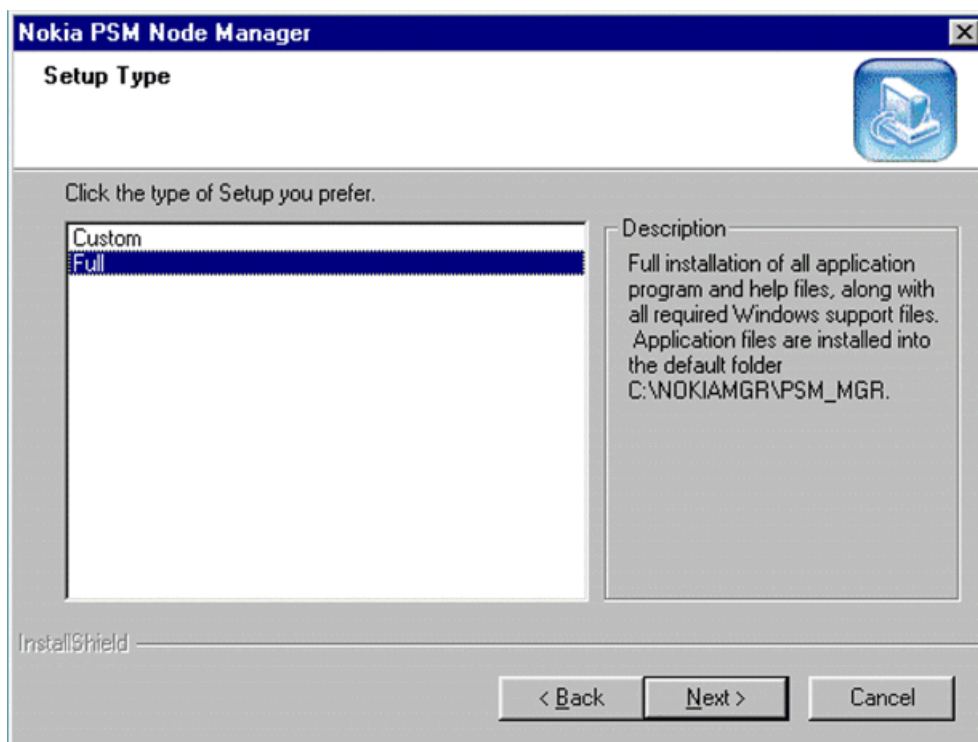 Nokia PSM Node Manager
Setup Type
Click the type of Setup you prefer.
Custom
Full
Description
Full installation of all application
program and help files, along with
all required Windows support files.
Application files are installed into
the default folder
C:\NOKIAMGR\PSM_MGR.
InstallShield
< Back
Next >
Cancel